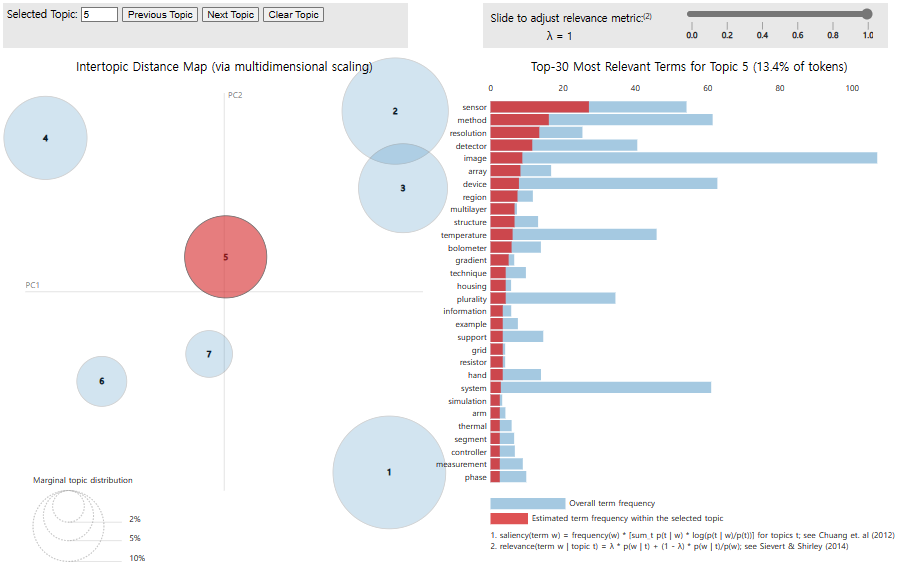 Selected Topic: 5 Previous Topic Next Topic Clear Topic
Slide to adjust relevance metric:(2)
λ = 1
0.0 0.2 0.4 0.6 0.8 1.0
Intertopic Distance Map (via multidimensional scaling)
PC2
PC1
4
2
3
5
7
6
1
Marginal topic distribution
2%
5%
10%
Top-30 Most Relevant Terms for Topic 5 (13.4% of tokens)
0 20 40 60 80 100
sensor
method
resolution
detector
image
array
device
region
multilayer
structure
temperature
bolometer
gradient
technique
housing
plurality
information
example
support
grid
resistor
hand
system
simulation
arm
thermal
segment
controller
measurement
phase
Overall term frequency
Estimated term frequency within the selected topic
1. saliency(term w) = frequency(w) * [sum_t p(t | w) * log(p(t | w)/p(t))] for topics t; see Chuang et. al (2012)
2. relevance(term w | topic t) = λ * p(w | t) + (1 - λ) * p(w | t)/p(w); see Sievert & Shirley (2014)